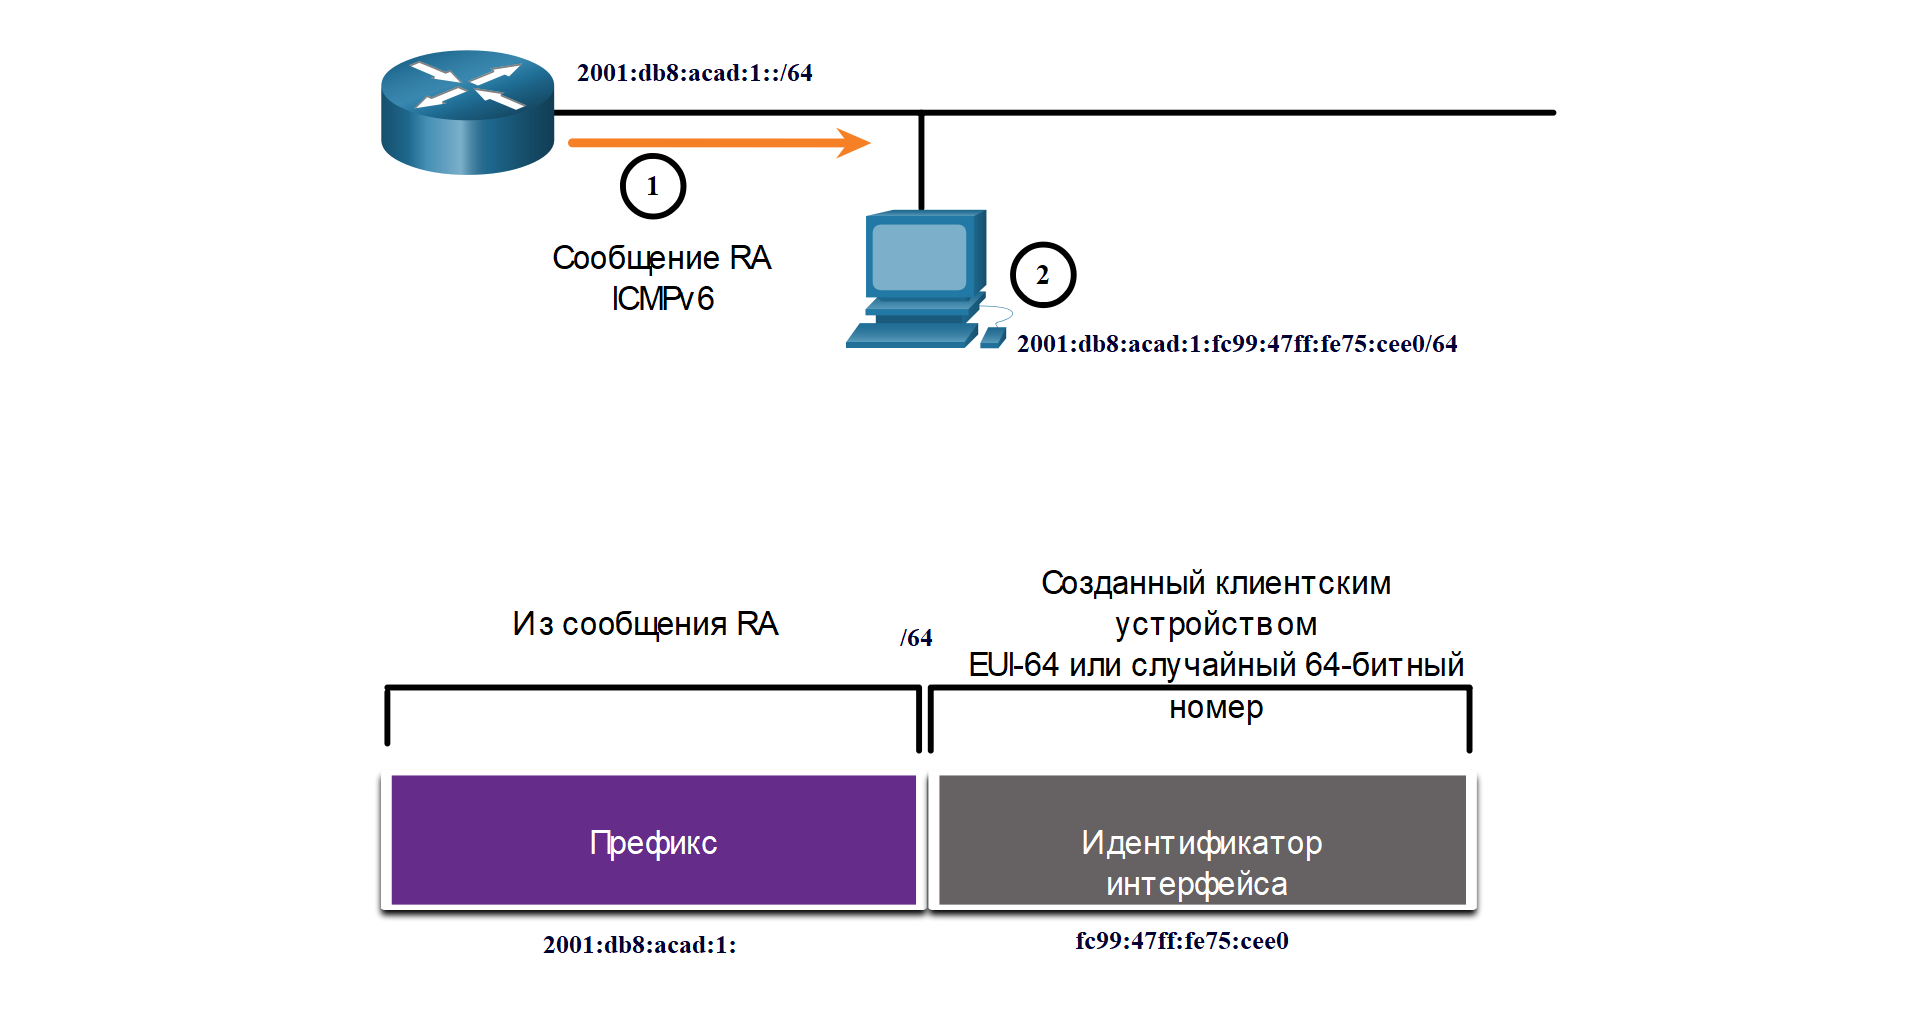 2001:db8:acad:1::/64
1
Сообщение RA
ICMPv6
2
2001:db8:acad:1:fc99:47ff:fe75:cee0/64
Из сообщения RA
/64
Созданный клиентским
устройством
EUI-64 или случайный 64-битный
номер
Префикс
Идентификатор
интерфейса
2001:db8:acad:1:
fc99:47ff:fe75:cee0